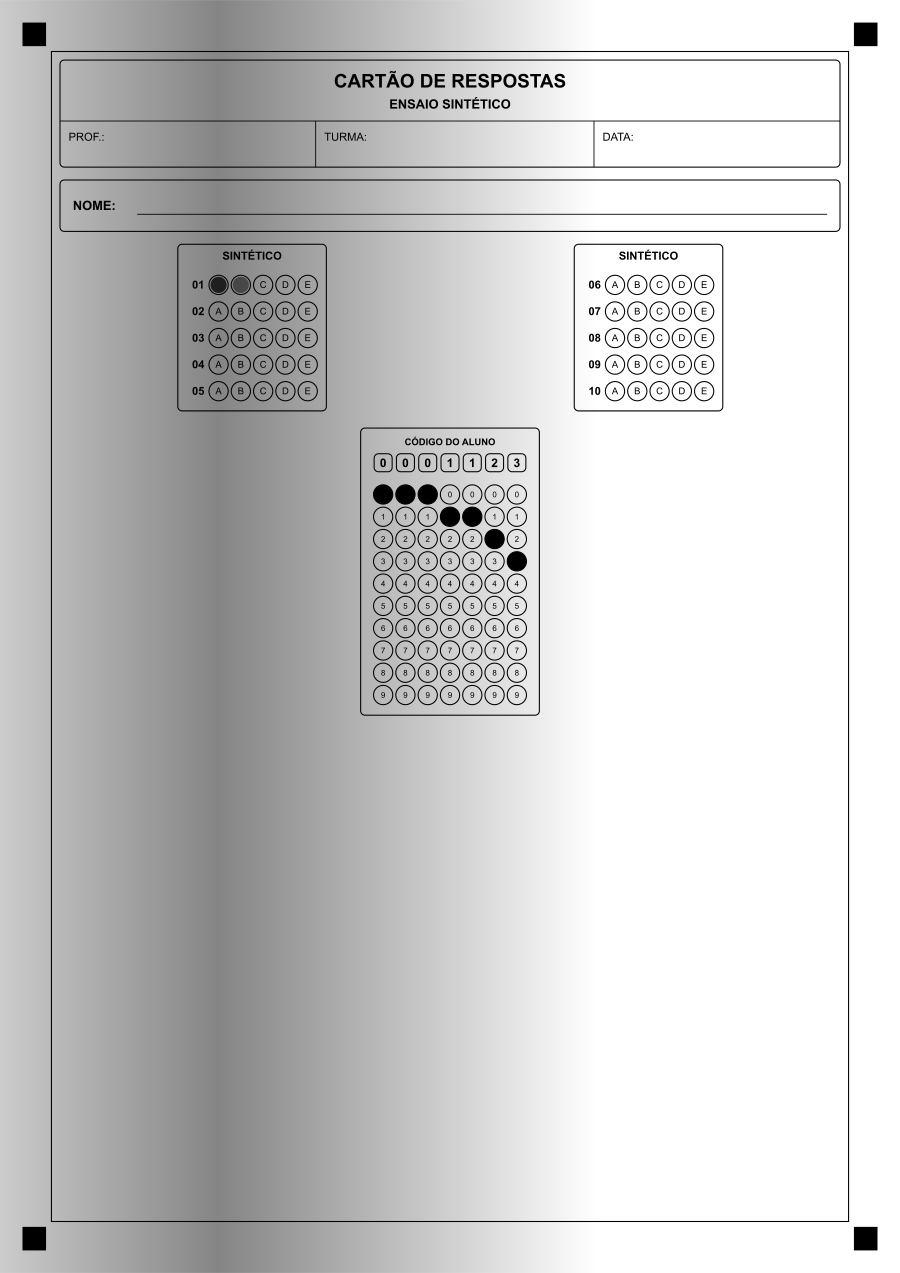 CARTÃO DE RESPOSTAS
ENSAIO SINTÉTICO
PROF.: TURMA: DATA:
NOME:
SINTÉTICO
01 C D E
02 A B C D E
03 A B C D E
04 A B C D E
05 A B C D E
SINTÉTICO
06 A B C D E
07 A B C D E
08 A B C D E
09 A B C D E
10 A B C D E
CÓDIGO DO ALUNO
0 0 0 1 1 2 3
0 0 0 0
1 1 1 1 1
2 2 2 2 2 2
3 3 3 3 3 3
4 4 4 4 4 4 4
5 5 5 5 5 5 5
6 6 6 6 6 6 6
7 7 7 7 7 7 7
8 8 8 8 8 8 8
9 9 9 9 9 9 9